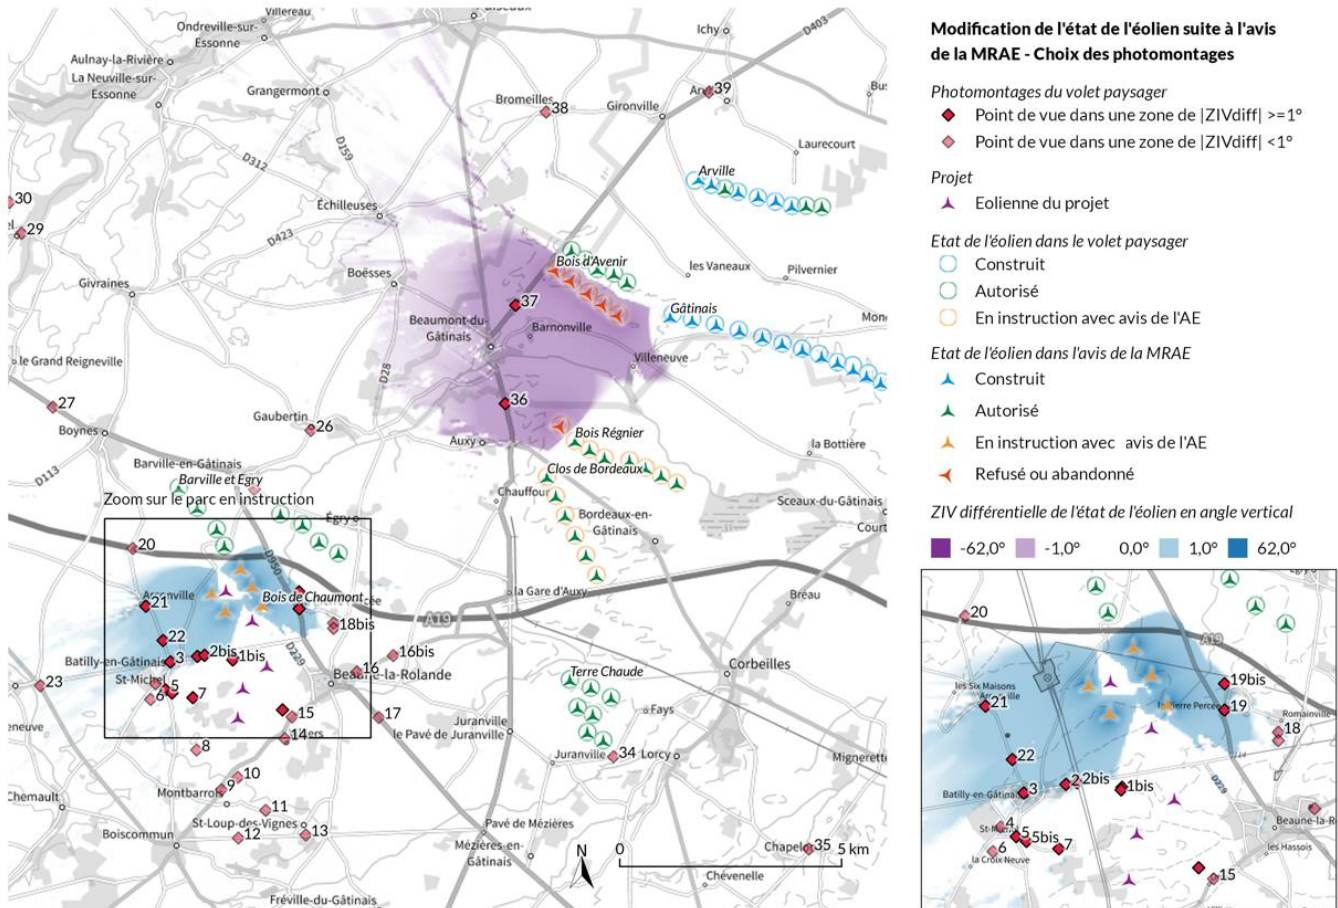 Villereau
Puiseaux
Ondreville-sur-
Essonne
Ichy
D403
Aulnay-la-Rivière
La Neuville-sur-
Essonne
Grangermont
Bromeilles
38
Gironville
39
D159
D312
Laurecourt
Arville
30
29
Échilleuses
D423
Bois d'Avenir
les Vaneaux
Pilvernier
Boësses
Givraines
37
Gâtinais
Beaumont-du-
Gâtinais
Barnonville
Villeneuve
le Grand Reigneville
D28
27
36
Gaubertin
26
Boynes
Auxy
Bois Régnier
la Bottière
D113
Barville-en-Gâtinais
Barville et Egry
Clos de Bordeaux
Zoom sur le parc en instruction
Chauffour
Sceaux-du-Gâtinais
Égry
Bordeaux-en-
Gâtinais
20
D950
la Gare d'Auxy
Bois de Chaumont
21
A19
Bréau
18bis
22
2bis
1bis
16bis
Batilly-en-Gâtinais
3
D229
16
Beaune-la-Rolande
Corbeilles
St-Michel
23
5
6
7
Terre Chaude
15
17
Fays
14
Juranville
le Pavé de Juranville
8
Juranville
34
Lorcy
Mignerette
10
9
Montbarrois
Chemault
11
St-Loup-des-Vignes
Boiscommun
12
13
Pavé de Mézières
Mézières-en-
Gâtinais
N
0
5 km
35
Chevenelle
Fréville-du-Gâtinais
Modification de l'état de l'éolien suite à l'avis
de la MRAE - Choix des photomontages
Photomontages du volet paysager
Point de vue dans une zone de |ZIVdiff| >=1°
Point de vue dans une zone de |ZIVdiff| <1°
Projet
Eolienne du projet
Etat de l'éolien dans le volet paysager
Construit
Autorisé
En instruction avec avis de l'AE
Etat de l'éolien dans l'avis de la MRAE
Construit
Autorisé
En instruction avec avis de l'AE
Refusé ou abandonné
ZIV différentielle de l'état de l'éolien en angle vertical
-62,0° -1,0° 0,0° 1,0° 62,0°
20
A19
les Six Maisons
21
19bis
19
Romainville
18
22
2
2bis
1bis
Batilly-en-Gâtinais
3
D229
4
5
5bis
Beaune-la-R
6
7
la Croix Neuve
les Hassois
15